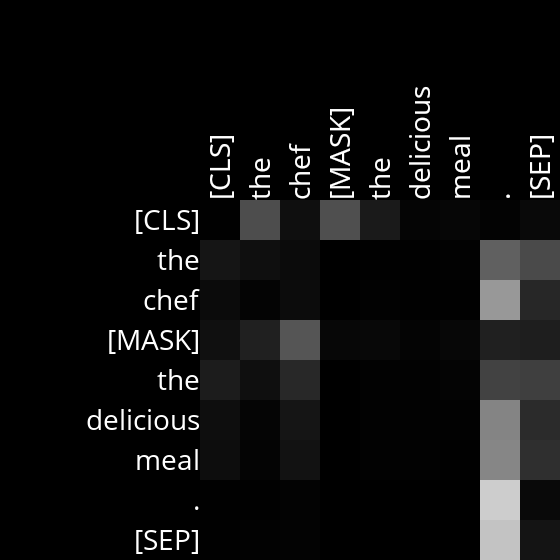 [CLS] the chef [MASK] the delicious meal . [SEP]
[CLS]
the
chef
[MASK]
the
delicious
meal
.
[SEP]